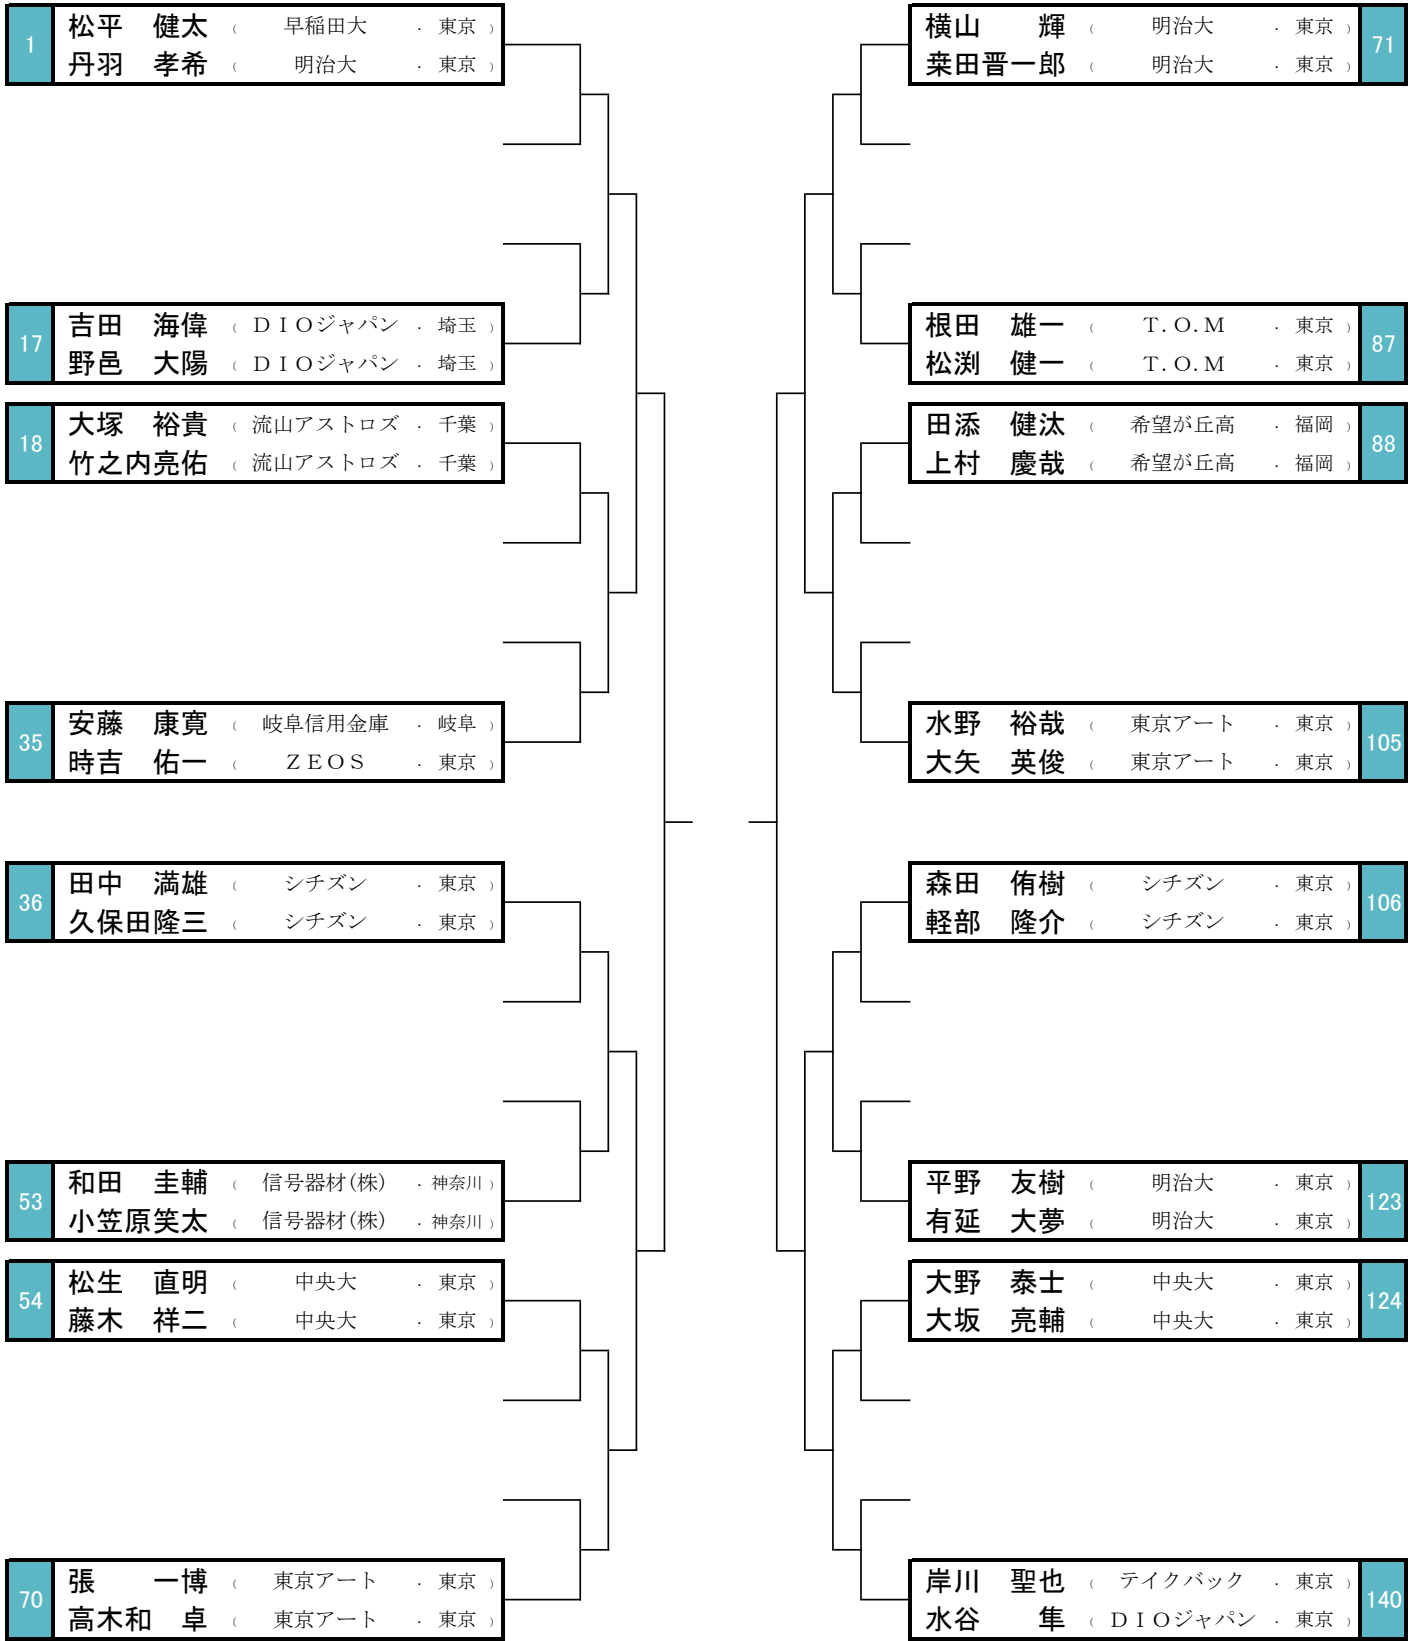 1
松平 健太 ( 早稲田大 . 東京 )
丹羽 孝希 ( 明治大 . 東京 )
17
吉田 海偉 ( ＤＩＯジャパン . 埼玉 )
野邑 大陽 ( ＤＩＯジャパン . 埼玉 )
18
大塚 裕貴 ( 流山アストロズ . 千葉 )
竹之内亮佑 ( 流山アストロズ . 千葉 )
35
安藤 康寛 ( 岐阜信用金庫 . 岐阜 )
時吉 佑一 ( ＺＥＯＳ . 東京 )
36
田中 満雄 ( シチズン . 東京 )
久保田隆三 ( シチズン . 東京 )
53
和田 圭輔 ( 信号器材(株) . 神奈川 )
小笠原笑太 ( 信号器材(株) . 神奈川 )
54
松生 直明 ( 中央大 . 東京 )
藤木 祥二 ( 中央大 . 東京 )
70
張 一博 ( 東京アート . 東京 )
高木和 卓 ( 東京アート . 東京 )
横山 輝 ( 明治大 . 東京 )
桒田晋一郎 ( 明治大 . 東京 )
71
根田 雄一 ( Ｔ.Ｏ.Ｍ . 東京 )
松渕 健一 ( Ｔ.Ｏ.Ｍ . 東京 )
87
田添 健汰 ( 希望が丘高 . 福岡 )
上村 慶哉 ( 希望が丘高 . 福岡 )
88
水野 裕哉 ( 東京アート . 東京 )
大矢 英俊 ( 東京アート . 東京 )
105
森田 侑樹 ( シチズン . 東京 )
軽部 隆介 ( シチズン . 東京 )
106
平野 友樹 ( 明治大 . 東京 )
有延 大夢 ( 明治大 . 東京 )
123
大野 泰士 ( 中央大 . 東京 )
大坂 亮輔 ( 中央大 . 東京 )
124
岸川 聖也 ( テイクバック . 東京 )
水谷 隼 ( ＤＩＯジャパン . 東京 )
140